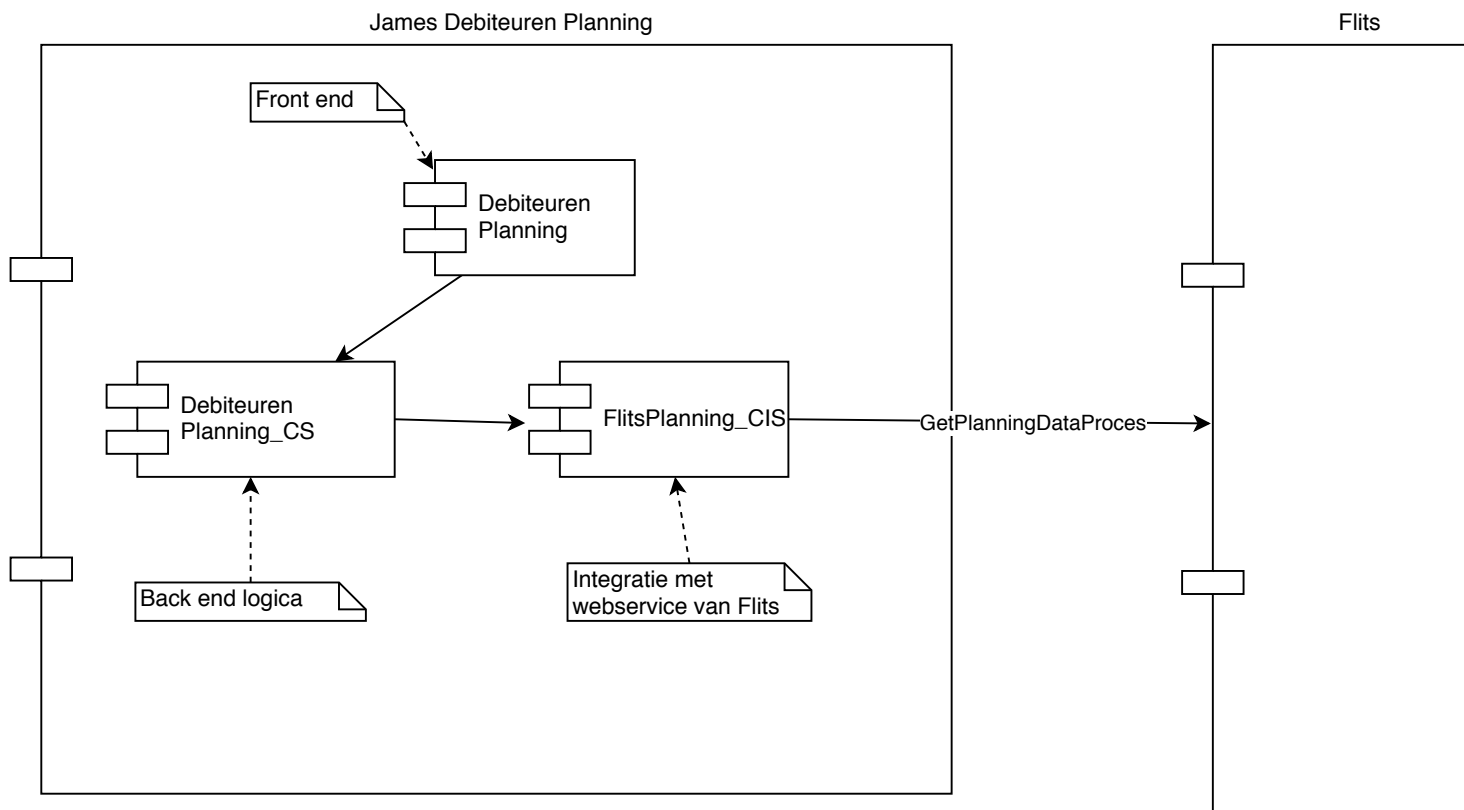 James Debiteuren Planning
Flits
Front end
Debiteuren
Planning
Debiteuren
Planning_CS
FlitsPlanning_CIS
GetPlanningDataProces
Back end logica
Integratie met
webservice van Flits